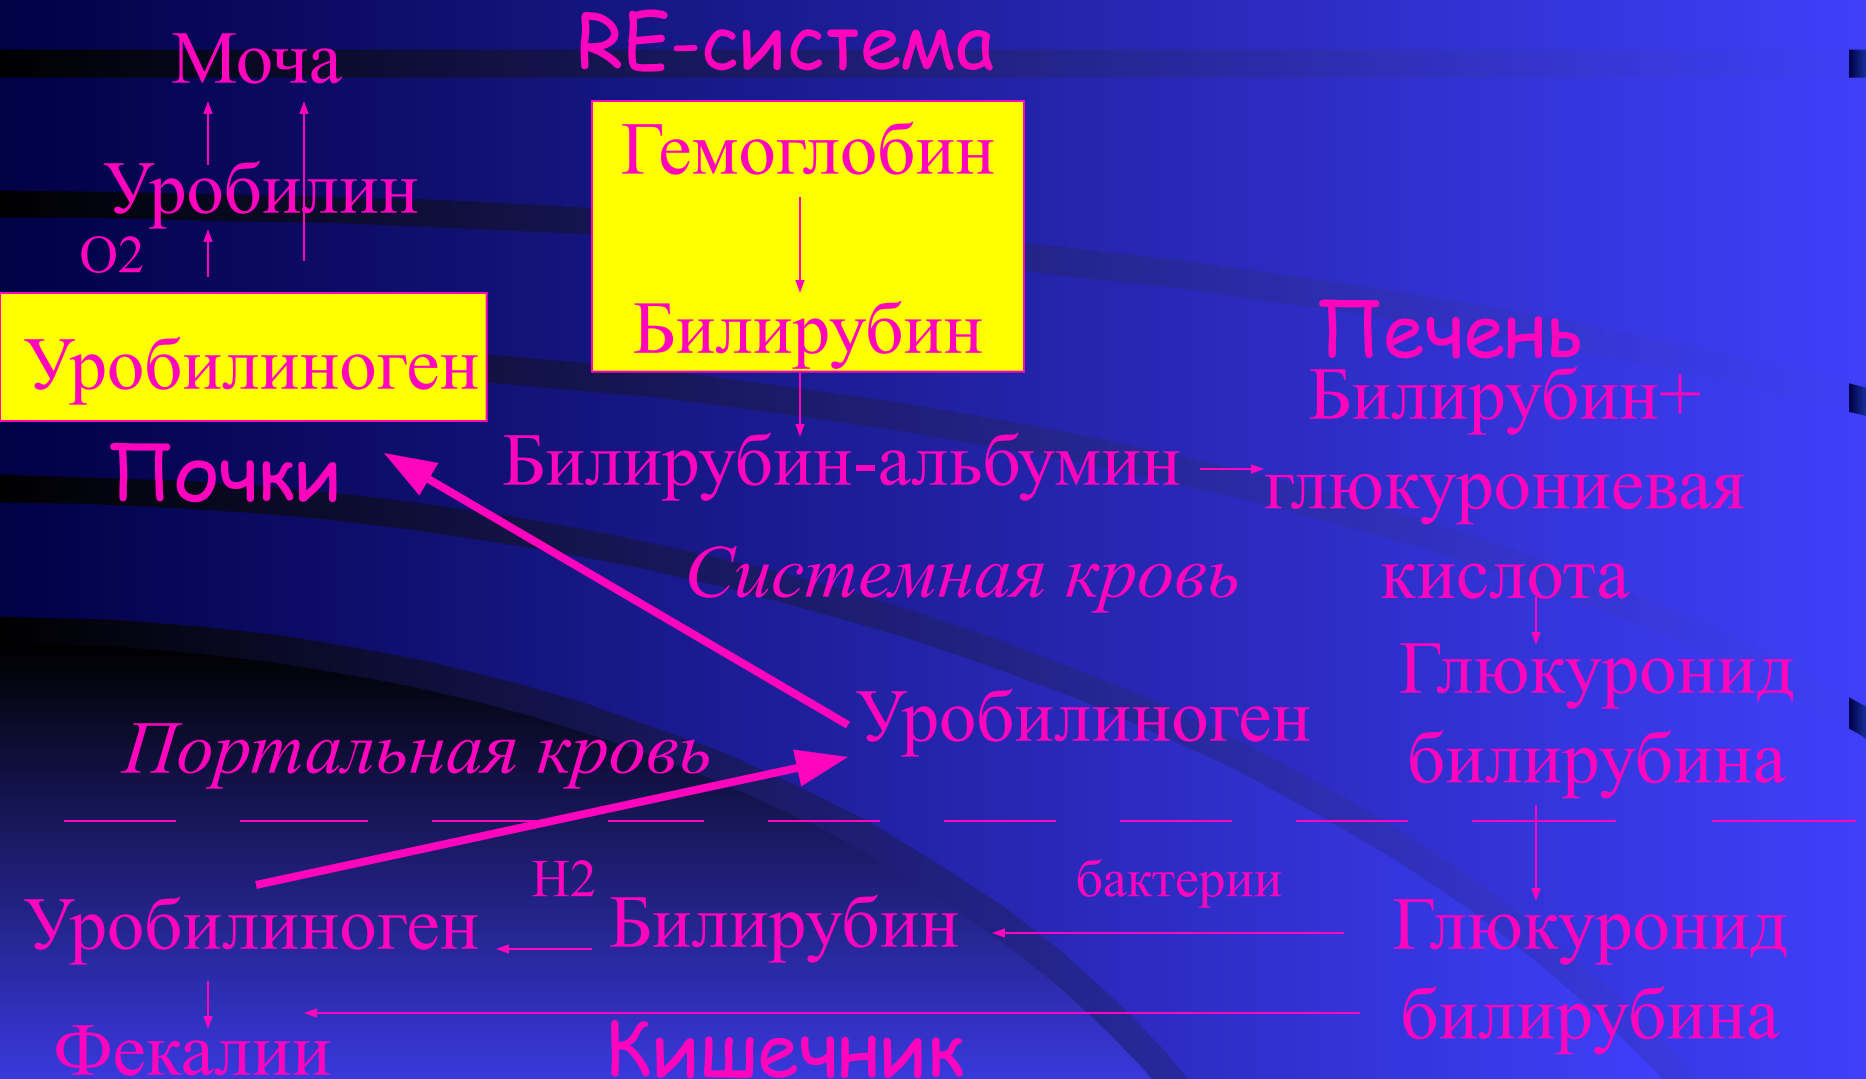 RE-система
Моча
Гемоглобин
Уробилин
O2
Билирубин
Уробилиноген
Почки
Печень
Билирубин+
глюкурониевая
кислота
Билирубин-альбумин
Системная кровь
Глюкуронид
билирубина
Уробилиноген
Портальная кровь
H2
бактерии
Уробилиноген
Билирубин
Глюкуронид
билирубина
Фекалии
Кишечник